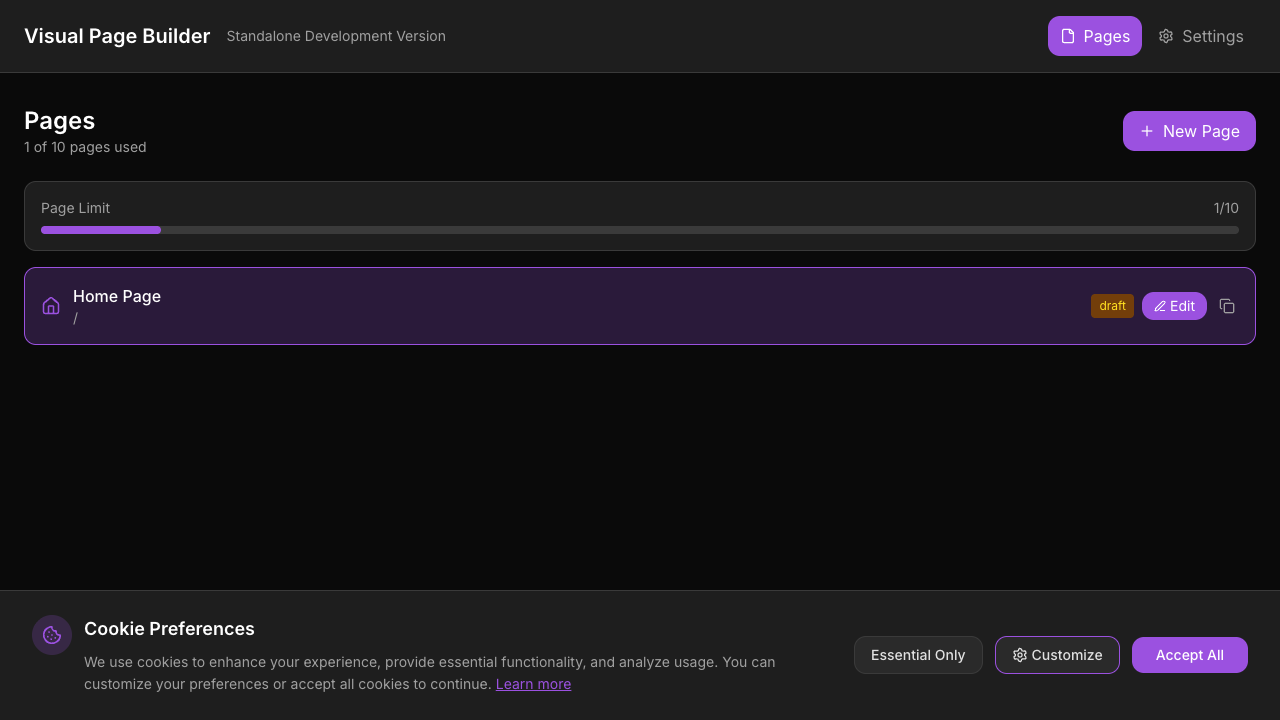 Visual Page Builder
Standalone Development Version
Pages
Settings
Pages
1 of 10 pages used
New Page
Page Limit
1/10
Home Page
/
draft
Edit
Cookie Preferences
We use cookies to enhance your experience, provide essential functionality, and analyze usage. You can
customize your preferences or accept all cookies to continue. Learn more
Essential Only
Customize
Accept All